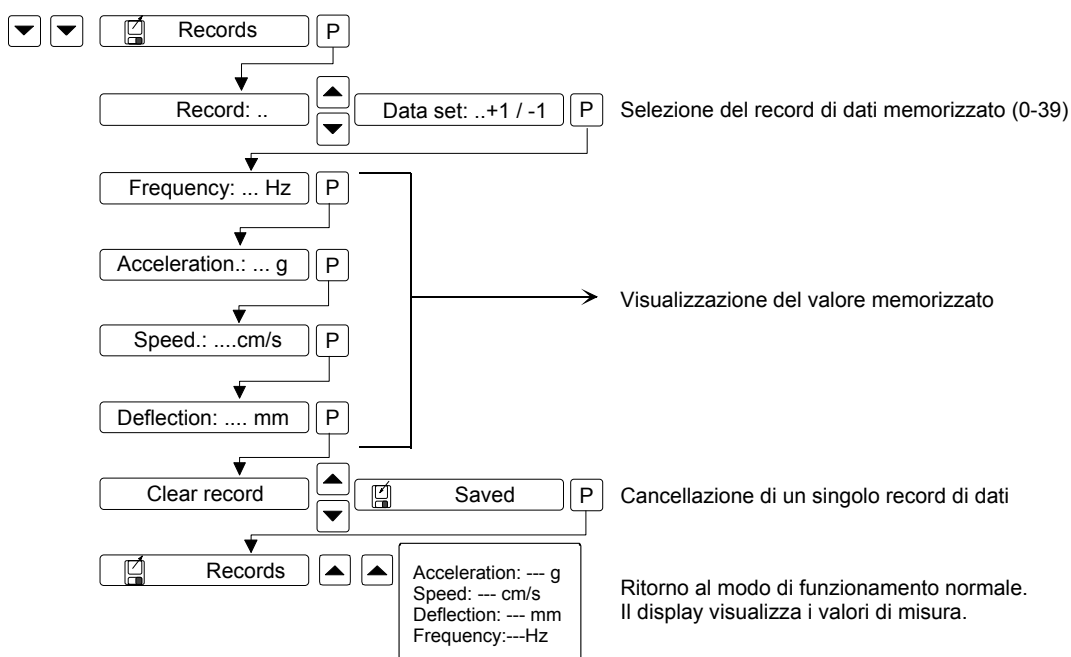 Records P
Record: .. Data set: ..+1 / -1 P Selezione del record di dati memorizzato (0-39)
Frequency: ... Hz P
Acceleration.: ... g P
Visualizzazione del valore memorizzato
Speed.: ....cm/s P
Deflection: .... mm P
Clear record Saved P Cancellazione di un singolo record di dati
Records
Acceleration: --- g
Speed: --- cm/s
Deflection: --- mm
Frequency:---Hz
Ritorno al modo di funzionamento normale.
Il display visualizza i valori di misura.